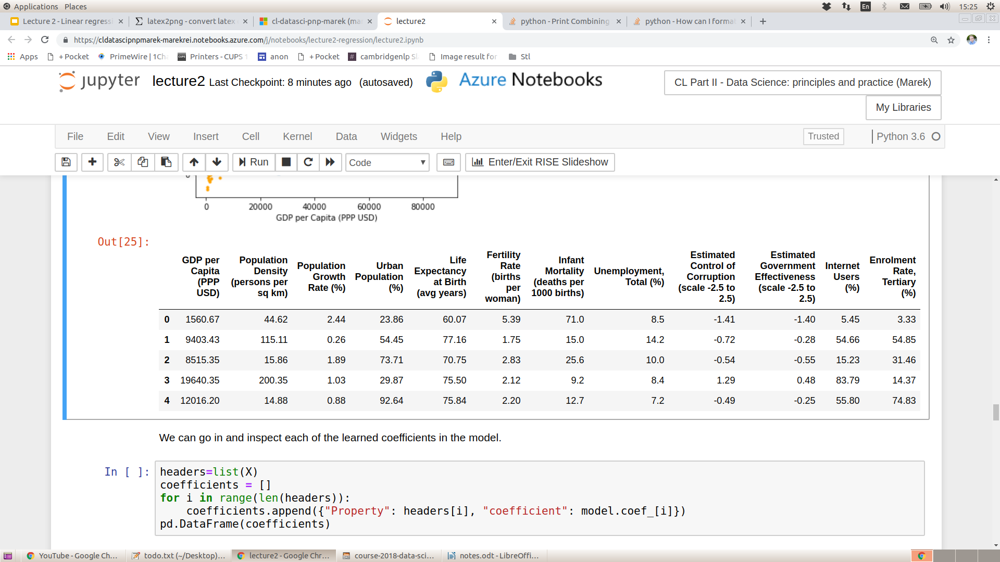 Applications Places En 15:25
Lecture 2 - Linear regressi latex2png - convert latex cl-datasci-pnp-marek (ma lecture2 python - Print Combining python - How can I format
https://cldatascipnpmarek-marekrei.notebooks.azure.com/j/notebooks/lecture2-regression/lecture2.ipynb
Apps +Pocket PrimeWire | 1Ch Printers - CUPS 1 anon +Pocket cambridgenlp Sl Image result for Stl
jupyter lecture2 Last Checkpoint: 8 minutes ago (autosaved) Azure Notebooks CL Part II - Data Science: principles and practice (Marek)
My Libraries
File Edit View Insert Cell Kernel Data Widgets Help Trusted Python 3.6
Run Code Enter/Exit RISE Slideshow
0 20000 40000 60000 80000
GDP per Capita (PPP USD)
Out[25]:
GDP per Capita (PPP USD) Population Density (persons per sq km) Population Growth Rate (%) Urban Population (%) Life Expectancy at Birth (avg years) Fertility Rate (births per woman) Infant Mortality (deaths per 1000 births) Unemployment, Total (%) Estimated Control of Corruption (scale -2.5 to 2.5) Estimated Government Effectiveness (scale -2.5 to 2.5) Internet Users (%) Enrolment Rate, Tertiary (%)
0 1560.67 44.62 2.44 23.86 60.07 5.39 71.0 8.5 -1.41 -1.40 5.45 3.33
1 9403.43 115.11 0.26 54.45 77.16 1.75 15.0 14.2 -0.72 -0.28 54.66 54.85
2 8515.35 15.86 1.89 73.71 70.75 2.83 25.6 10.0 -0.54 -0.55 15.23 31.46
3 19640.35 200.35 1.03 29.87 75.50 2.12 9.2 8.4 1.29 0.48 83.79 14.37
4 12016.20 14.88 0.88 92.64 75.84 2.20 12.7 7.2 -0.49 -0.25 55.80 74.83
We can go in and inspect each of the learned coefficients in the model.
In [ ]: headers=list(X)
coefficients = []
for i in range(len(headers)):
    coefficients.append({"Property": headers[i], "coefficient": model.coef_[i]})
pd.DataFrame(coefficients)
YouTube - Google Ch... todo.txt (~/Desktop)... lecture2 - Google Chr... course-2018-data-sci... notes.odt - LibreOffi...